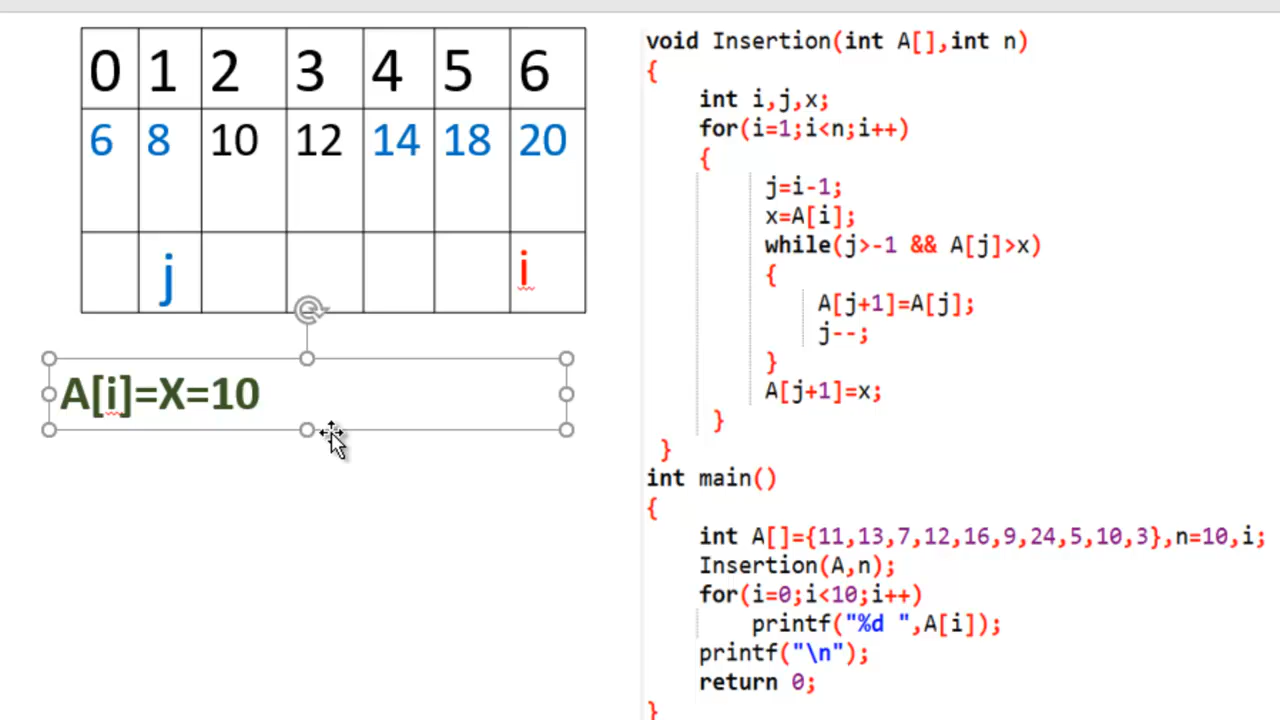 0 1 2 3 4 5 6
6 8 10 12 14 18 20
j i
A[i]=X=10
void Insertion(int A[],int n)
{
int i,j,x;
for(i=1;i<n;i++)
{
j=i-1;
x=A[i];
while(j>-1 && A[j]>x)
{
A[j+1]=A[j];
j--;
}
A[j+1]=x;
}
}
int main()
{
int A[]={11,13,7,12,16,9,24,5,10,3},n=10,i;
Insertion(A,n);
for(i=0;i<10;i++)
printf("%d ",A[i]);
printf("\n");
return 0;
}